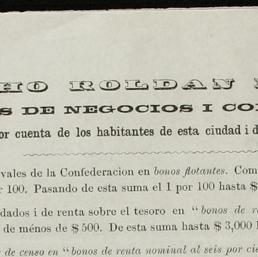 HO ROLDAN
S DE NEGOCIOS I CO
or cuenta de los habitantes de esta ciudad i d
vales de la Confederacion en bonos flotantes. Com
r 100. Pasando de esta suma el 1 por 100 hasta $
dados i de renta sobre el tesoro en "bonos de r
de ménos de $ 500. De esta suma hasta $ 3,000
de censo en "bonos de renta nominal al seis por cie